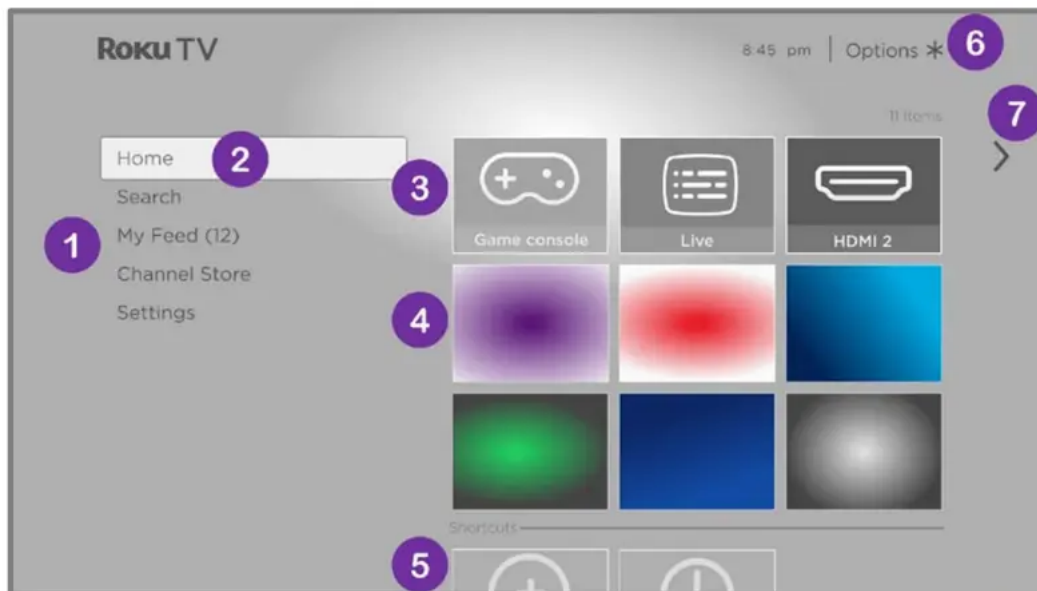 Roku TV
8:45 pm | Options * 6
11 items
7
Home 2
3
Search
1
My Feed (12)
Channel Store
Settings
Game console
Live
HDMI 2
4
Shortcuts
5